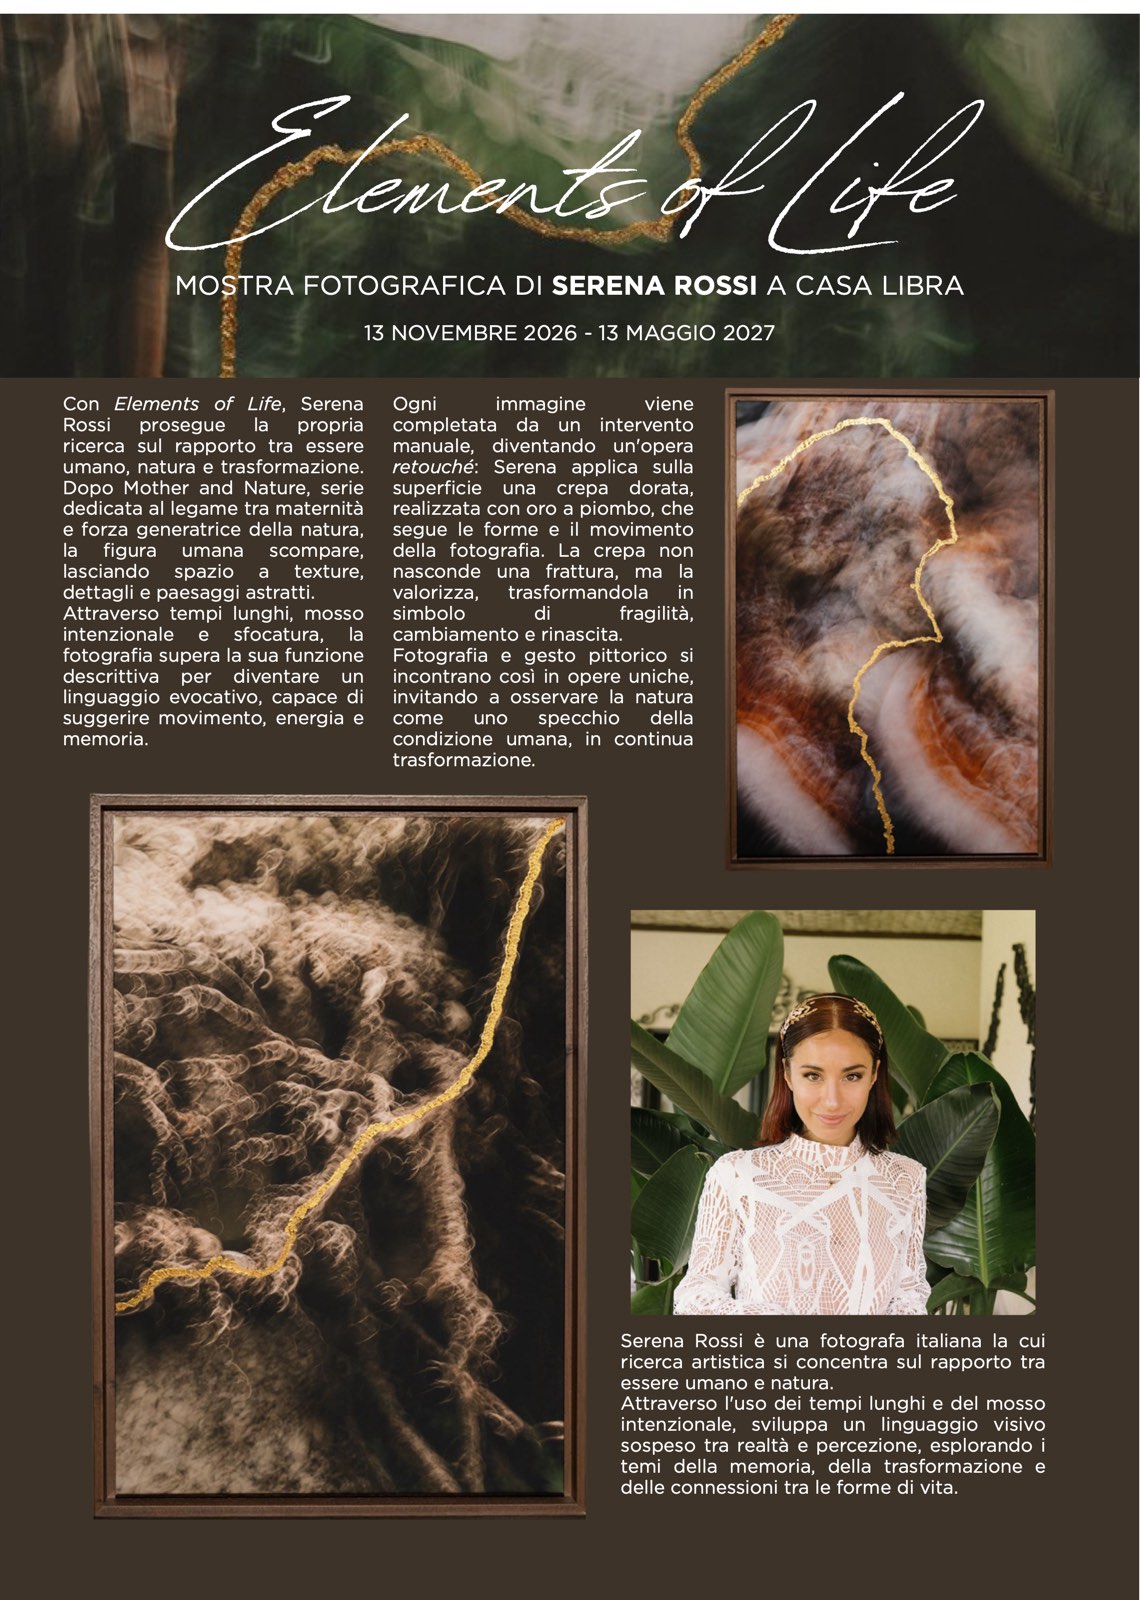 Elements of Life
MOSTRA FOTOGRAFICA DI SERENA ROSSI A CASA LIBRA
13 NOVEMBRE 2026 - 13 MAGGIO 2027
Con Elements of Life, Serena
Rossi prosegue la propria
ricerca sul rapporto tra essere
umano, natura e trasformazione.
Dopo Mother and Nature, serie
dedicata al legame tra maternità
e forza generatrice della natura,
la figura umana scompare,
lasciando spazio a texture,
dettagli e paesaggi astratti.
Attraverso tempi lunghi, mosso
intenzionale e sfocatura, la
fotografia supera la sua funzione
descrittiva per diventare un
linguaggio evocativo, capace di
suggerire movimento, energia e
memoria.
Ogni immagine viene
completata da un intervento
manuale, diventando un'opera
retouché: Serena applica sulla
superficie una crepa dorata,
realizzata con oro a piombo, che
segue le forme e il movimento
della fotografia. La crepa non
nasconde una frattura, ma la
valorizza, trasformandola in
simbolo di fragilità,
cambiamento e rinascita.
Fotografia e gesto pittorico si
incontrano così in opere uniche,
invitando a osservare la natura
come uno specchio della
condizione umana, in continua
trasformazione.
Serena Rossi è una fotografa italiana la cui
ricerca artistica si concentra sul rapporto tra
essere umano e natura.
Attraverso l'uso dei tempi lunghi e del mosso
intenzionale, sviluppa un linguaggio visivo
sospeso tra realtà e percezione, esplorando i
temi della memoria, della trasformazione e
delle connessioni tra le forme di vita.